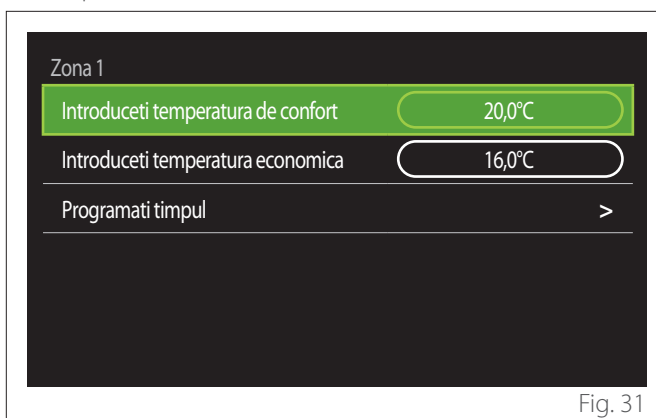 Zona 1
Introduceti temperatura de confort 20,0°C
Introduceti temperatura economica 16,0°C
Programati timpul >
Fig. 31